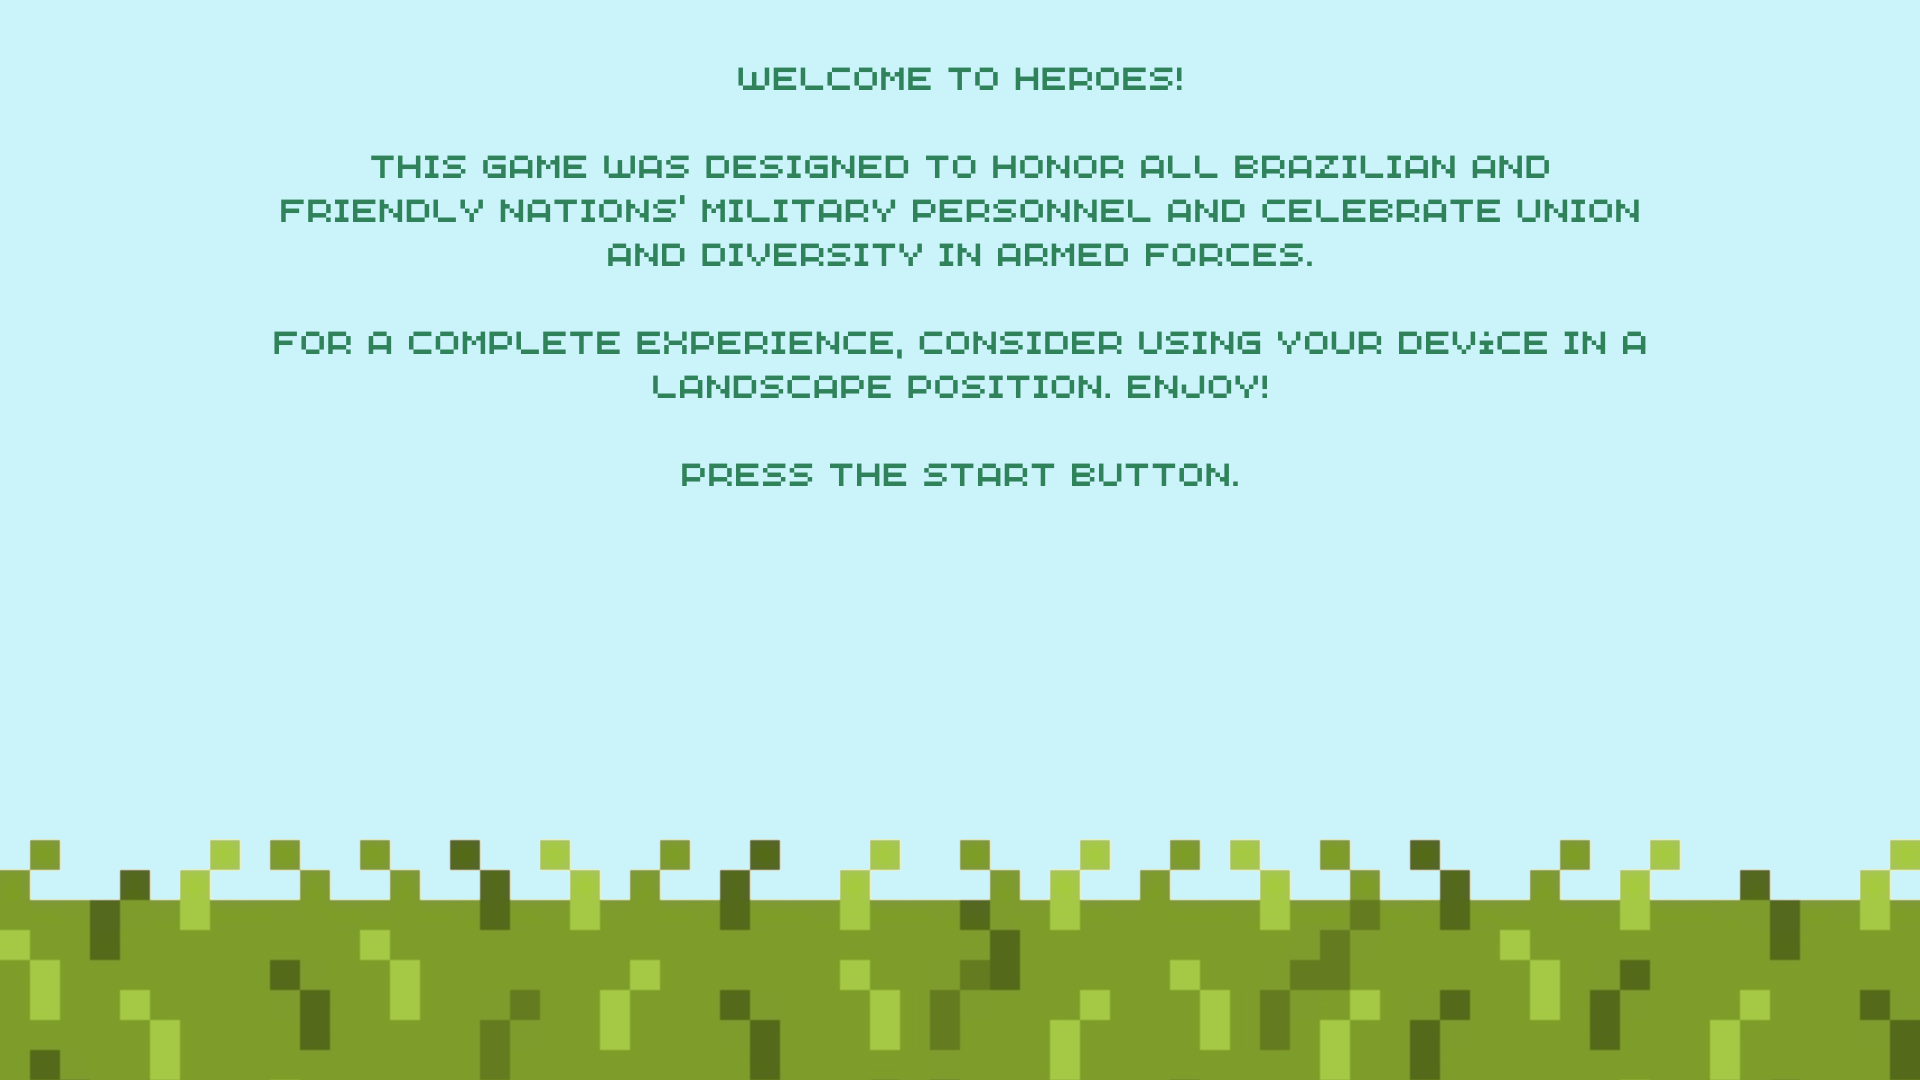 WELCOME TO HEROES!
THIS GAME WAS DESIGNED TO HONOR ALL BRAZILIAN AND
FRIENDLY NATIONS' MILITARY PERSONNEL AND CELEBRATE UNION
AND DIVERSITY IN ARMED FORCES.
FOR A COMPLETE EXPERIENCE, CONSIDER USING YOUR DEViCE IN A
LANDSCAPE POSITION. ENJOY!
PRESS THE START BUTTON.